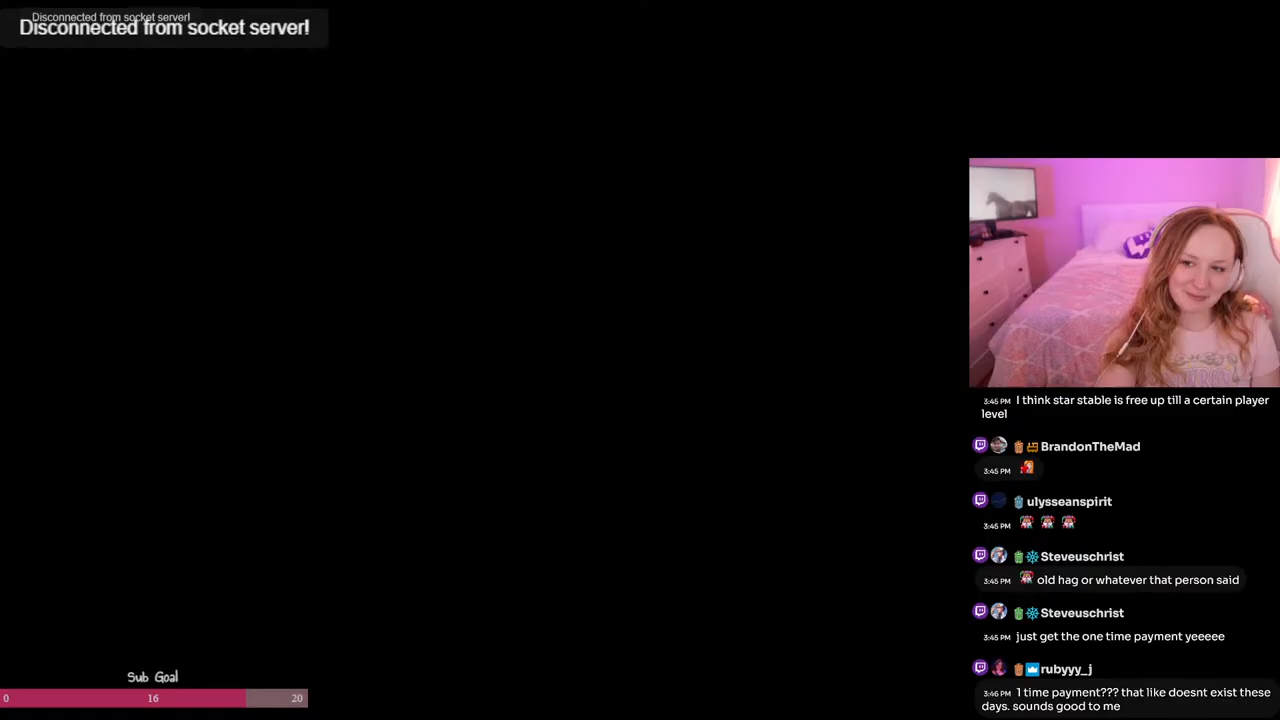 Disconnected from socket server!
Disconnected from socket server!
3:45 PM I think star stable is free up till a certain player
level
BrandonTheMad
3:45 PM
ulysseanspirit
3:45 PM
Steveuschrist
3:45 PM old hag or whatever that person said
Steveuschrist
3:45 PM just get the one time payment yeeeee
rubyyy_j
3:46 PM 1 time payment??? that like doesnt exist these
days. sounds good to me
Sub Goal
0 16 20